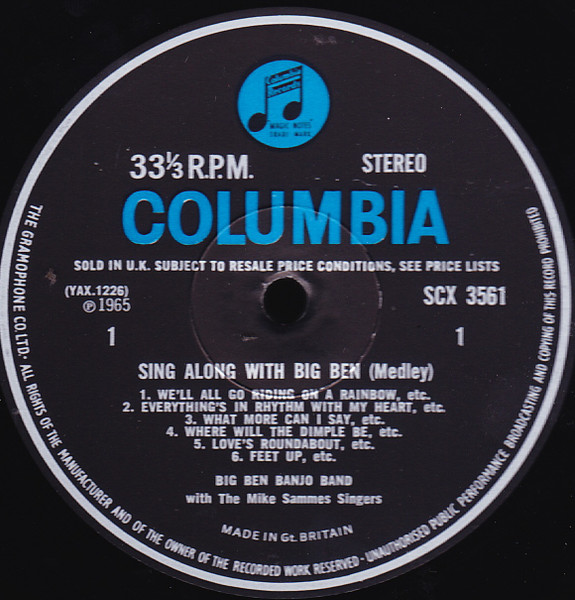 Columbia
Records
"MAGIC NOTES"
TRADE MARK
33⅓ R.P.M. STEREO
COLUMBIA
SOLD IN U.K. SUBJECT TO RESALE PRICE CONDITIONS, SEE PRICE LISTS
(YAX.1226) SCX 3561
℗ 1965
1 1
SING ALONG WITH BIG BEN (Medley)
1. WE'LL ALL GO RIDING ON A RAINBOW, etc.
2. EVERYTHING'S IN RHYTHM WITH MY HEART, etc.
3. WHAT MORE CAN I SAY, etc.
4. WHERE WILL THE DIMPLE BE, etc.
5. LOVE'S ROUNDABOUT, etc.
6. FEET UP, etc.
BIG BEN BANJO BAND
with The Mike Sammes Singers
MADE IN Gt. BRITAIN
THE GRAMOPHONE CO. LTD. · ALL RIGHTS OF THE MANUFACTURER AND OF THE OWNER OF THE RECORDED WORK RESERVED · UNAUTHORISED PUBLIC PERFORMANCE BROADCASTING AND COPYING OF THIS RECORD PROHIBITED